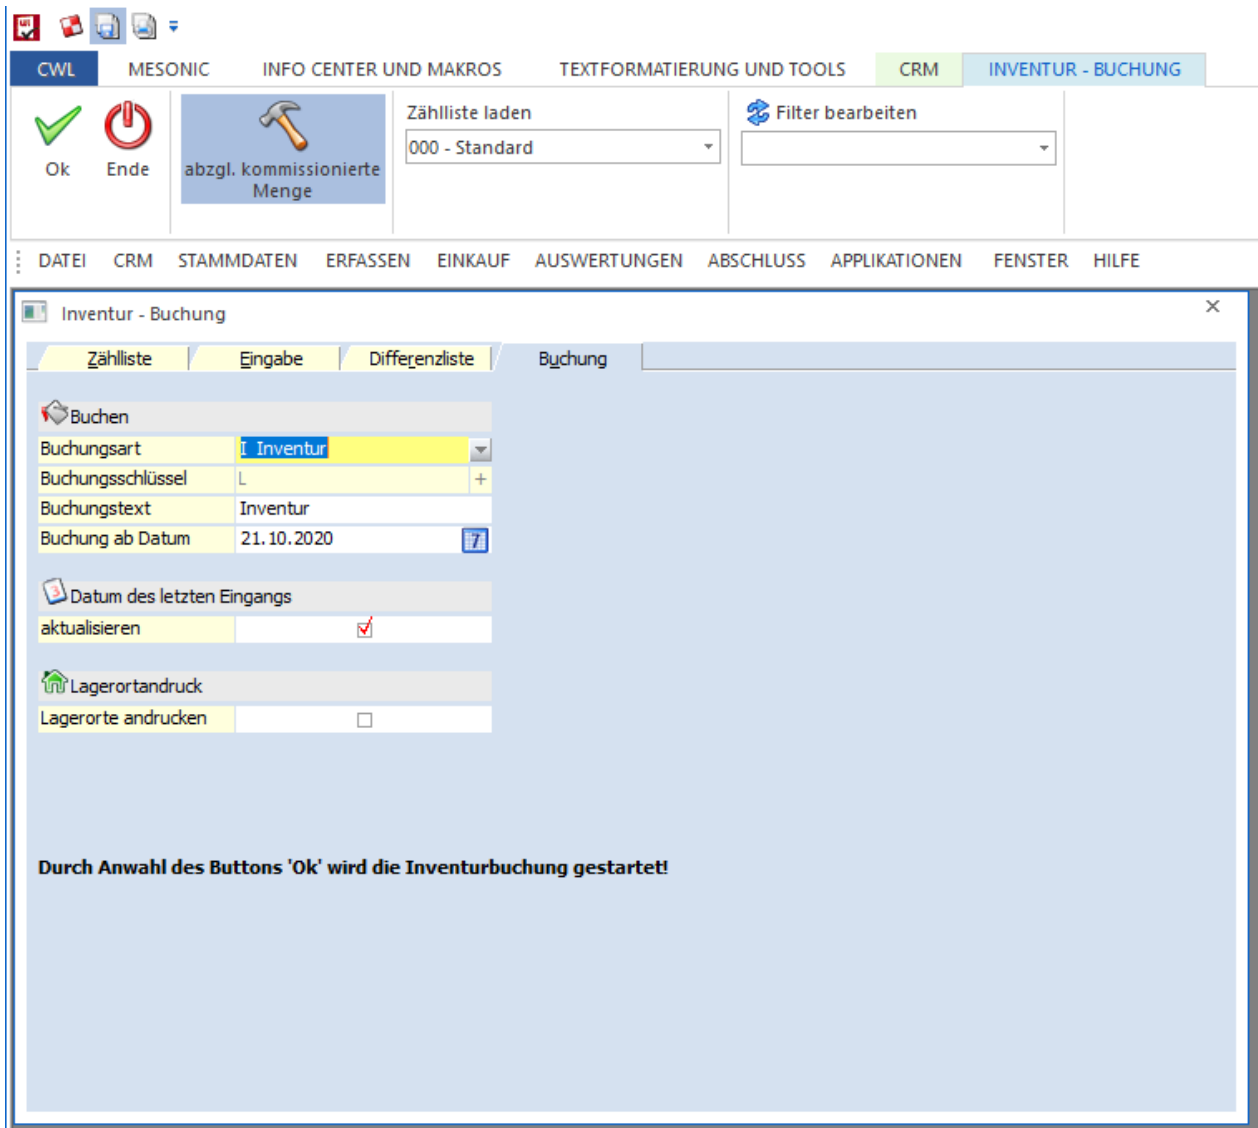 CWL MESONIC INFO CENTER UND MAKROS TEXTFORMATIERUNG UND TOOLS CRM INVENTUR - BUCHUNG
Ok Ende abzgl. kommissionierte Menge
Zählliste laden
000 - Standard
Filter bearbeiten
DATEI CRM STAMMDATEN ERFASSEN EINKAUF AUSWERTUNGEN ABSCHLUSS APPLIKATIONEN FENSTER HILFE
Inventur - Buchung
Zählliste Eingabe Differenzliste Buchung
Buchen
Buchungsart I Inventur
Buchungsschlüssel L +
Buchungstext Inventur
Buchung ab Datum 21.10.2020 7
3 Datum des letzten Eingangs
aktualisieren
Lagerortandruck
Lagerorte andrucken
Durch Anwahl des Buttons 'Ok' wird die Inventurbuchung gestartet!